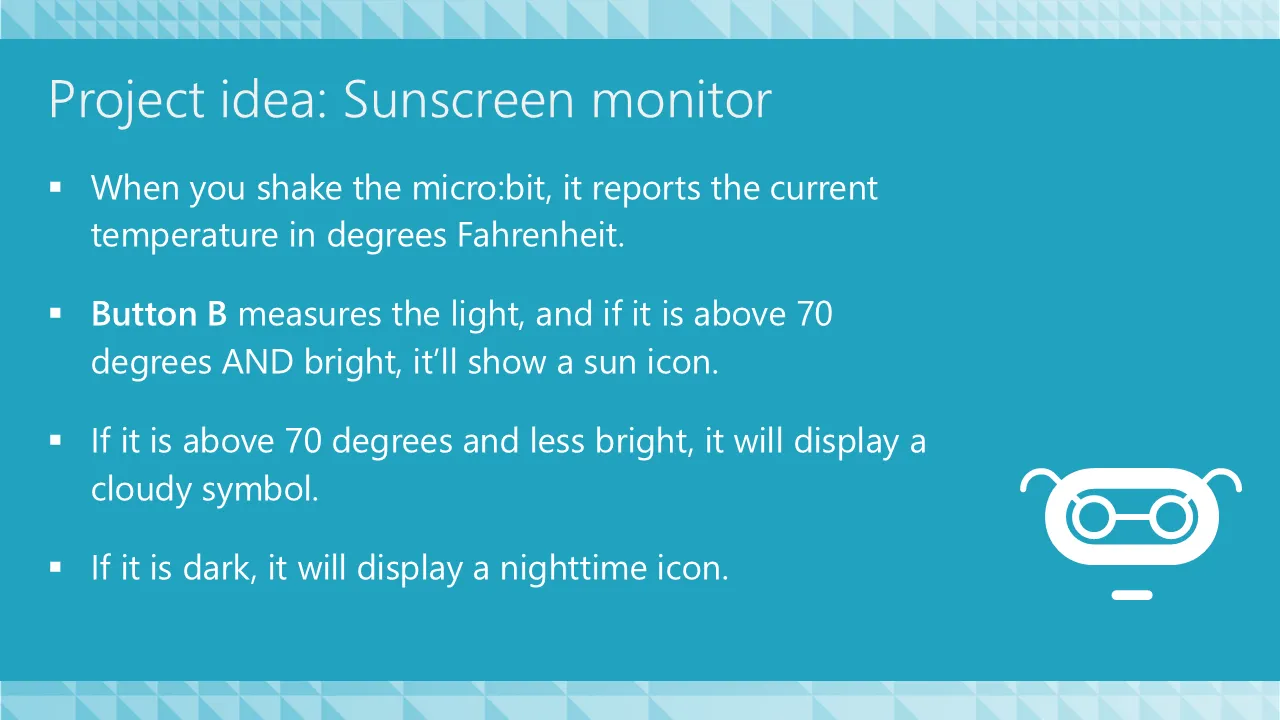 Project idea: Sunscreen monitor
▪ When you shake the micro:bit, it reports the current
temperature in degrees Fahrenheit.
▪ Button B measures the light, and if it is above 70
degrees AND bright, it’ll show a sun icon.
▪ If it is above 70 degrees and less bright, it will display a
cloudy symbol.
▪ If it is dark, it will display a nighttime icon.